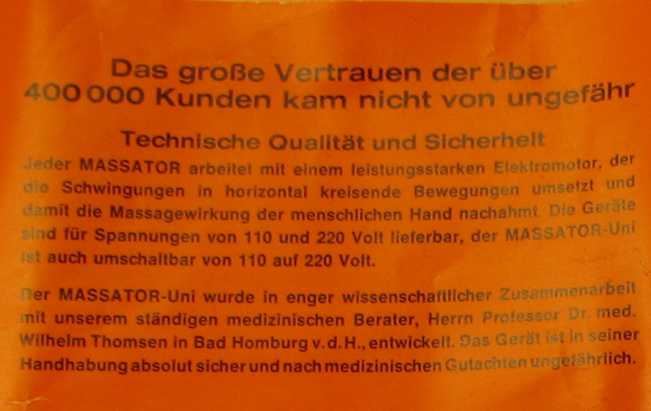 Das große Vertrauen der über
400 000 Kunden kam nicht von ungefähr
Technische Qualität und Sicherheit
Jeder MASSATOR arbeitet mit einem leistungsstarken Elektromotor, der
die Schwingungen in horizontal kreisende Bewegungen umsetzt und
damit die Massagewirkung der menschlichen Hand nachahmt. Die Geräte
sind für Spannungen von 110 und 220 Volt lieferbar, der MASSATOR-Uni
ist auch umschaltbar von 110 auf 220 Volt.
Der MASSATOR-Uni wurde in enger wissenschaftlicher Zusammenarbeit
mit unserem ständigen medizinischen Berater, Herrn Professor Dr. med.
Wilhelm Thomsen in Bad Homburg v. d. H., entwickelt. Das Gerät ist in seiner
Handhabung absolut sicher und nach medizinischen Gutachten ungefährlich.